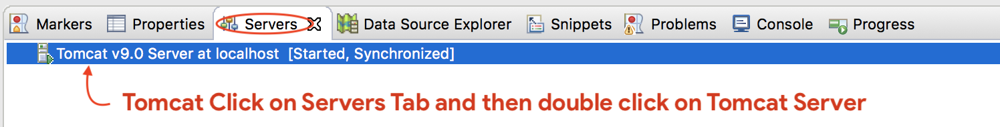 Markers Properties Servers Data Source Explorer Snippets Problems Console Progress
Tomcat v9.0 Server at localhost [Started, Synchronized]
Tomcat Click on Servers Tab and then double click on Tomcat Server